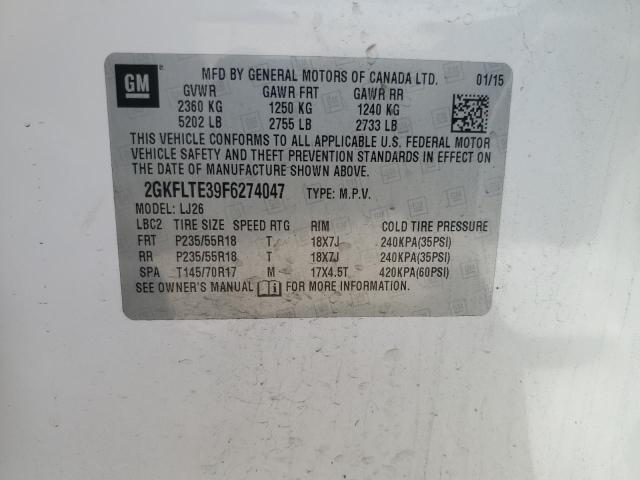 GM
MFD BY GENERAL MOTORS OF CANADA LTD. 01/15
GVWR GAWR FRT GAWR RR
2360 KG 1250 KG 1240 KG
5202 LB 2755 LB 2733 LB
THIS VEHICLE CONFORMS TO ALL APPLICABLE U.S. FEDERAL MOTOR
VEHICLE SAFETY AND THEFT PREVENTION STANDARDS IN EFFECT ON
THE DATE OF MANUFACTURE SHOWN ABOVE.
2GKFLTE39F6274047 TYPE: M.P.V.
MODEL: LJ26
LBC2 TIRE SIZE SPEED RTG RIM COLD TIRE PRESSURE
FRT P235/55R18 T 18X7J 240KPA(35PSI)
RR P235/55R18 T 18X7J 240KPA(35PSI)
SPA T145/70R17 M 17X4.5T 420KPA(60PSI)
SEE OWNER'S MANUAL FOR MORE INFORMATION.